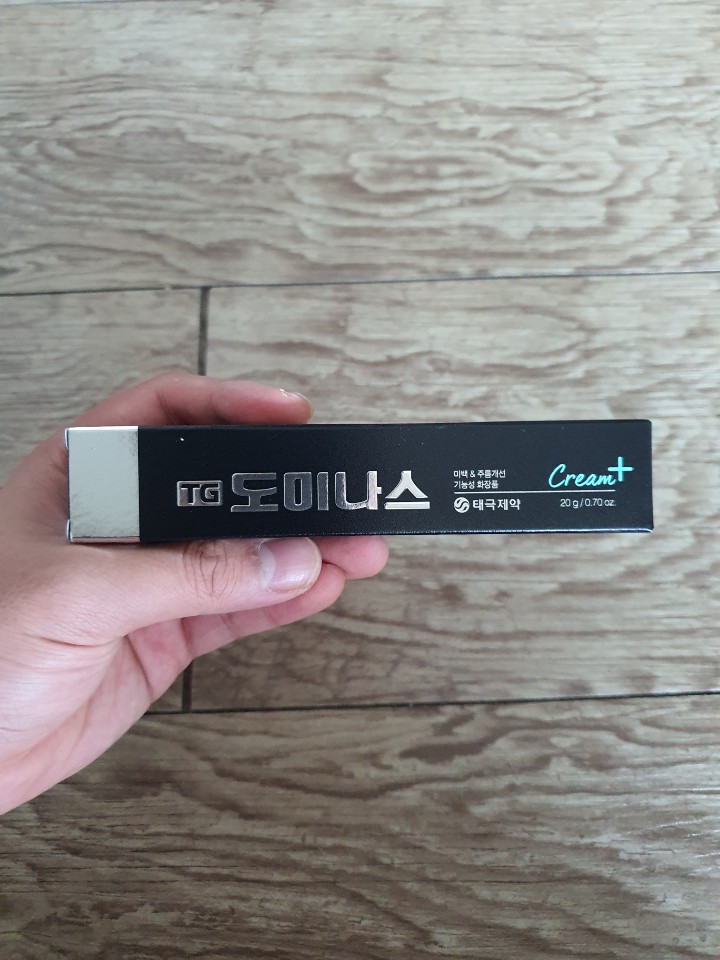 TG 도미나스
미백 & 주름개선
기능성 화장품
태극제약
Cream+
20 g / 0.70 oz.